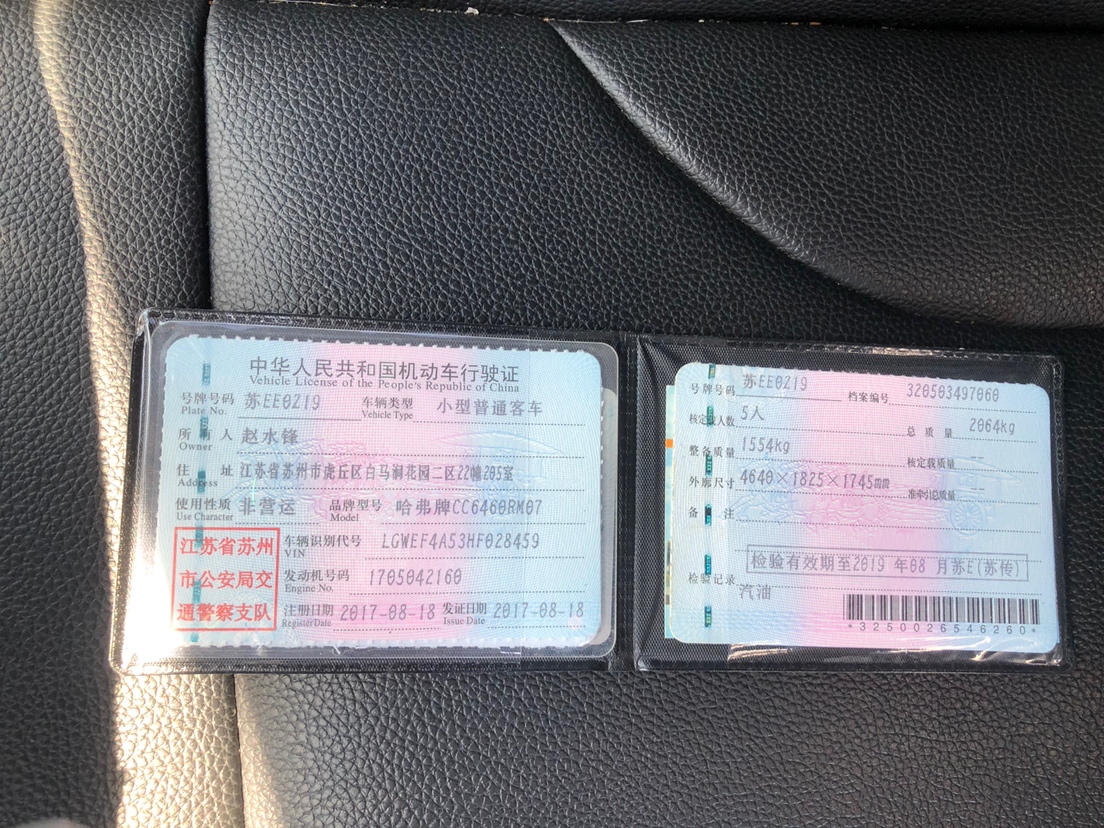 中华人民共和国机动车行驶证
Vehicle License of the People's Republic of China
号牌号码 苏EE0219 车辆类型 小型普通客车
Plate No. Vehicle Type
所有人 赵水锋
Owner
住址 江苏省苏州市虎丘区白马涧花园二区22幢205室
Address
使用性质 非营运 品牌型号 哈弗牌CC6460RM07
Use Character Model
江苏省苏州
市公安局交
通警察支队
车辆识别代号 LGWEF4A53HF028459
VIN
发动机号码 1705042160
Engine No.
注册日期 2017-08-18 发证日期 2017-08-18
Register Date Issue Date
号牌号码 苏EE0219 档案编号 320503497060
核定载人数 5人 总质量 2064kg
整备质量 1554kg 核定载质量 --
外廓尺寸 4640×1825×1745mm 准牵引总质量 --
备注
检验有效期至2019 年08 月苏E(苏传)
检验记录
汽油
*3250026546260*